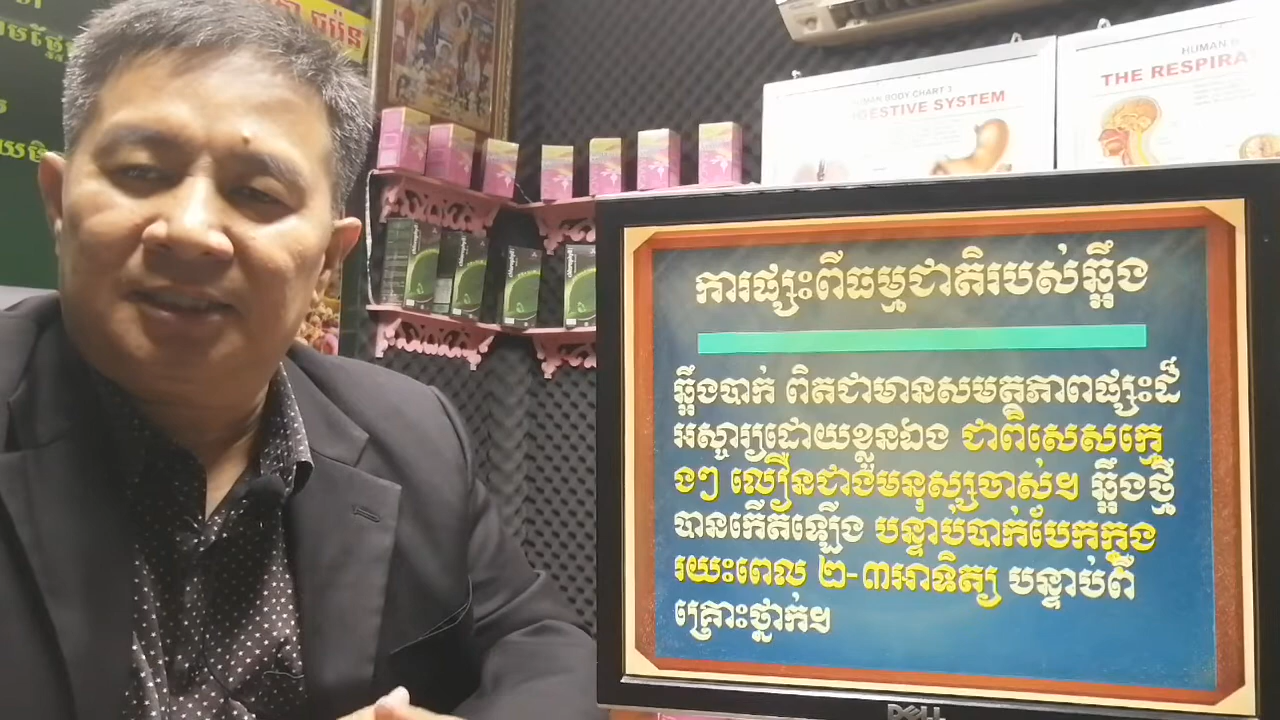 HUMAN BODY CHART 1
DIGESTIVE SYSTEM
HUMAN B
THE RESPIRA
ការផ្សះពីធម្មជាតិរបស់ឆ្អឹង
ឆ្អឹងបាក់ ពិតជាមានសមត្ថភាពផ្សះដ៏
អស្ចារ្យដោយខ្លួនឯង ជាពិសេសក្មេ
ងៗ លឿនជាងមនុស្សចាស់។ ឆ្អឹងថ្មី
បានកើតឡើង បន្ទាប់បាក់បែកក្នុង
រយះពេល ២-៣អាទិត្យ បន្ទាប់ពី
គ្រោះថ្នាក់។
DELL